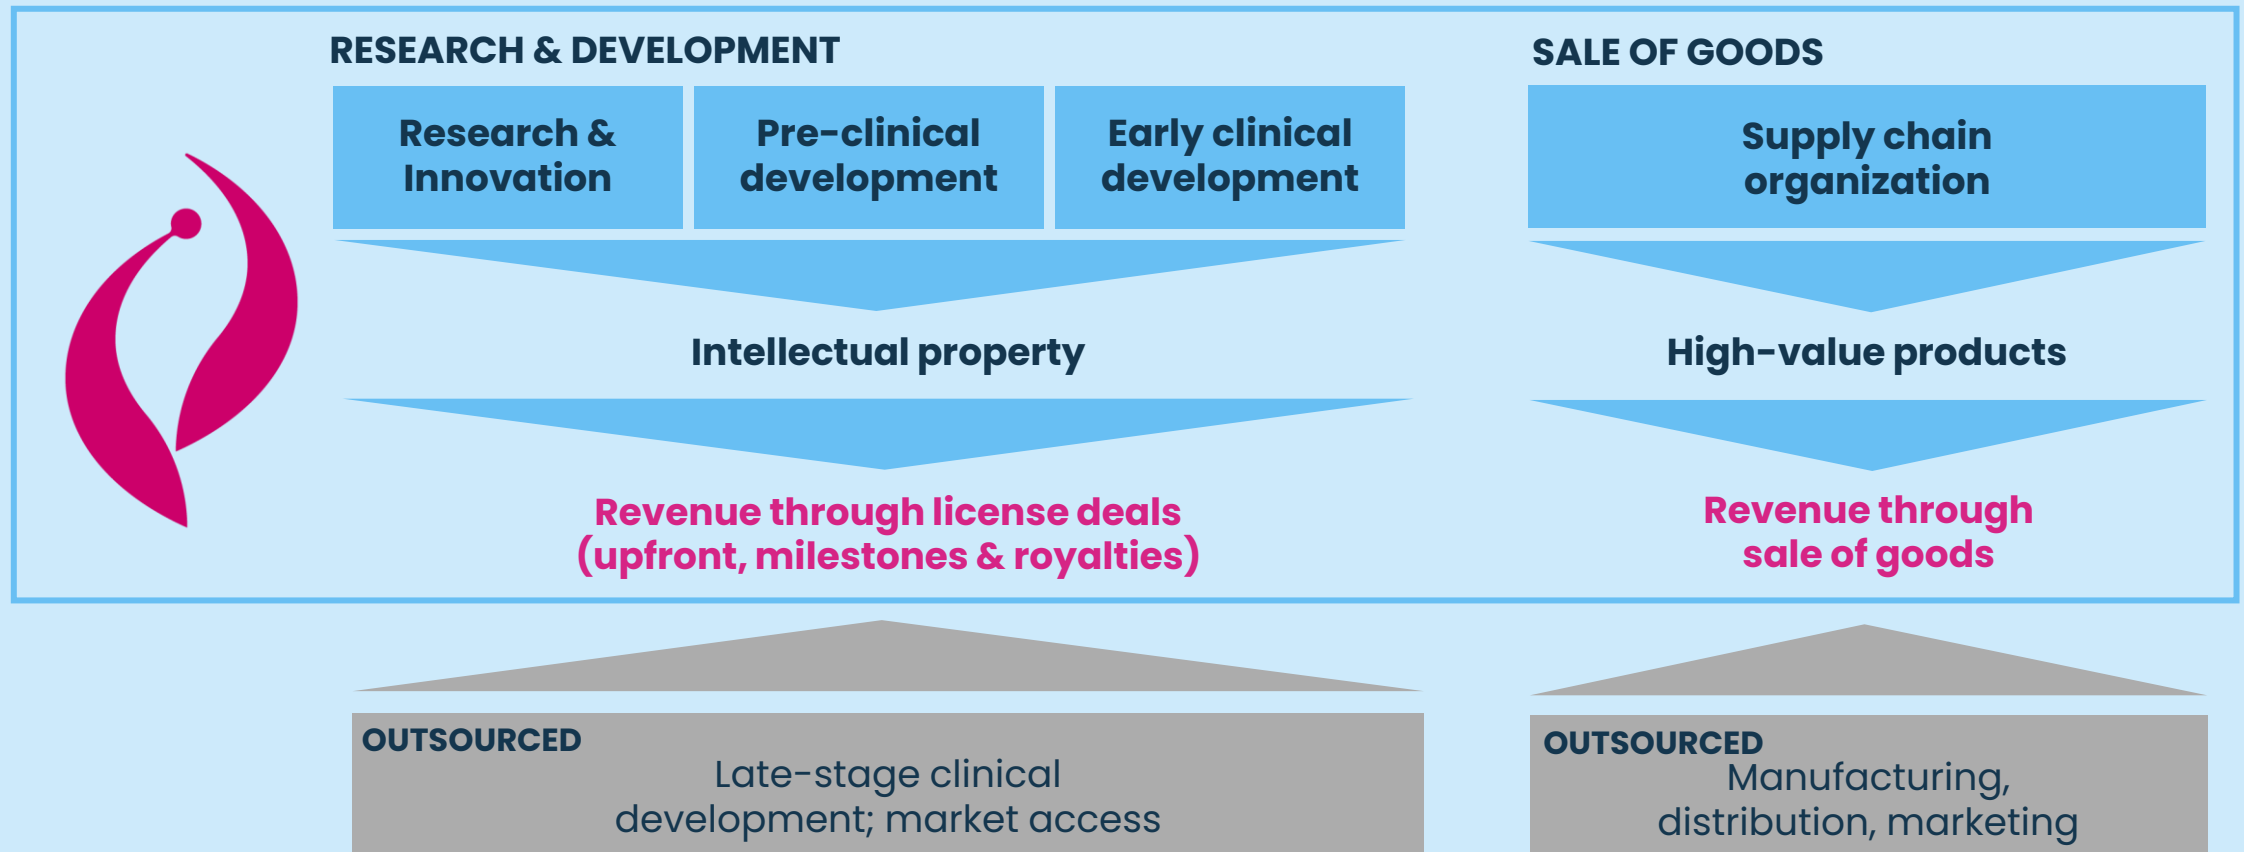 RESEARCH & DEVELOPMENT
Research &
Innovation
Pre-clinical
development
Early clinical
development
Intellectual property
Revenue through license deals
(upfront, milestones & royalties)
OUTSOURCED
Late-stage clinical
development; market access
SALE OF GOODS
Supply chain
organization
High-value products
Revenue through
sale of goods
OUTSOURCED
Manufacturing,
distribution, marketing